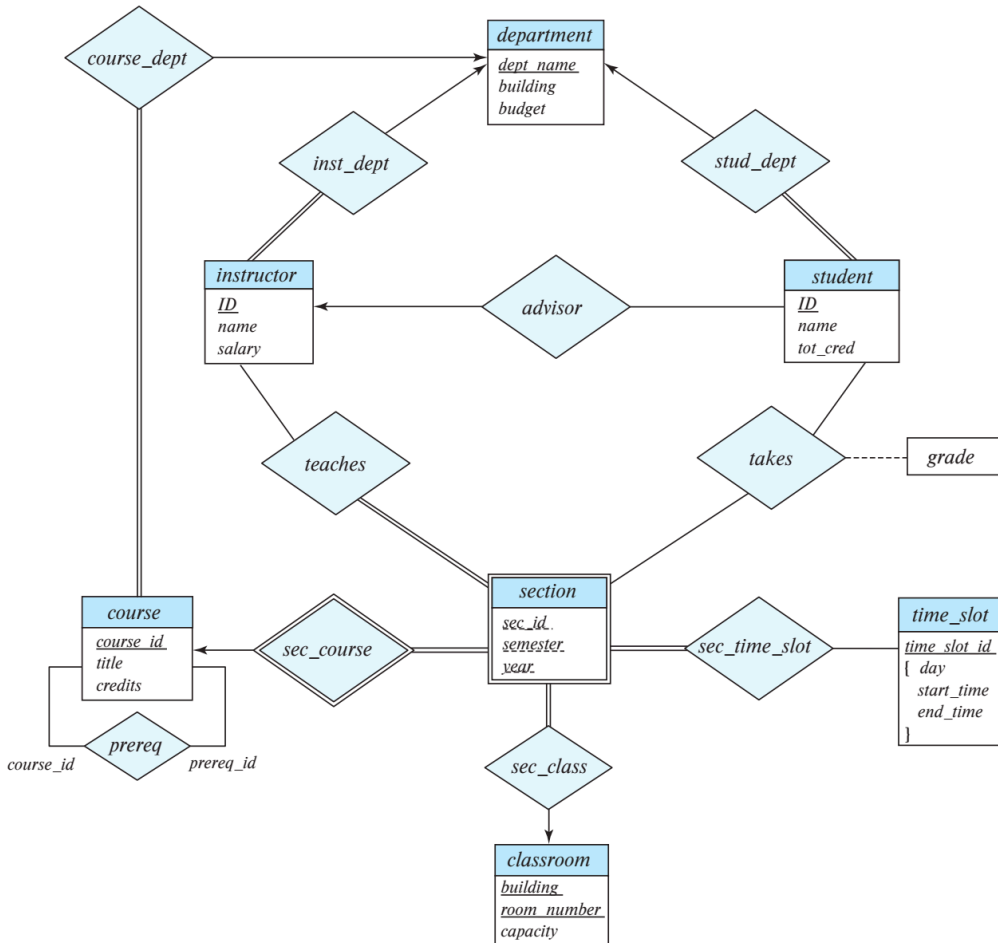 department
dept_name
building
budget
course_dept
inst_dept
stud_dept
instructor
ID
name
salary
advisor
student
ID
name
tot_cred
teaches
takes
grade
course
course_id
title
credits
sec_course
section
sec_id
semester
year
sec_time_slot
time_slot
time_slot_id
{ day
start_time
end_time
}
prereq
course_id
prereq_id
sec_class
classroom
building
room_number
capacity